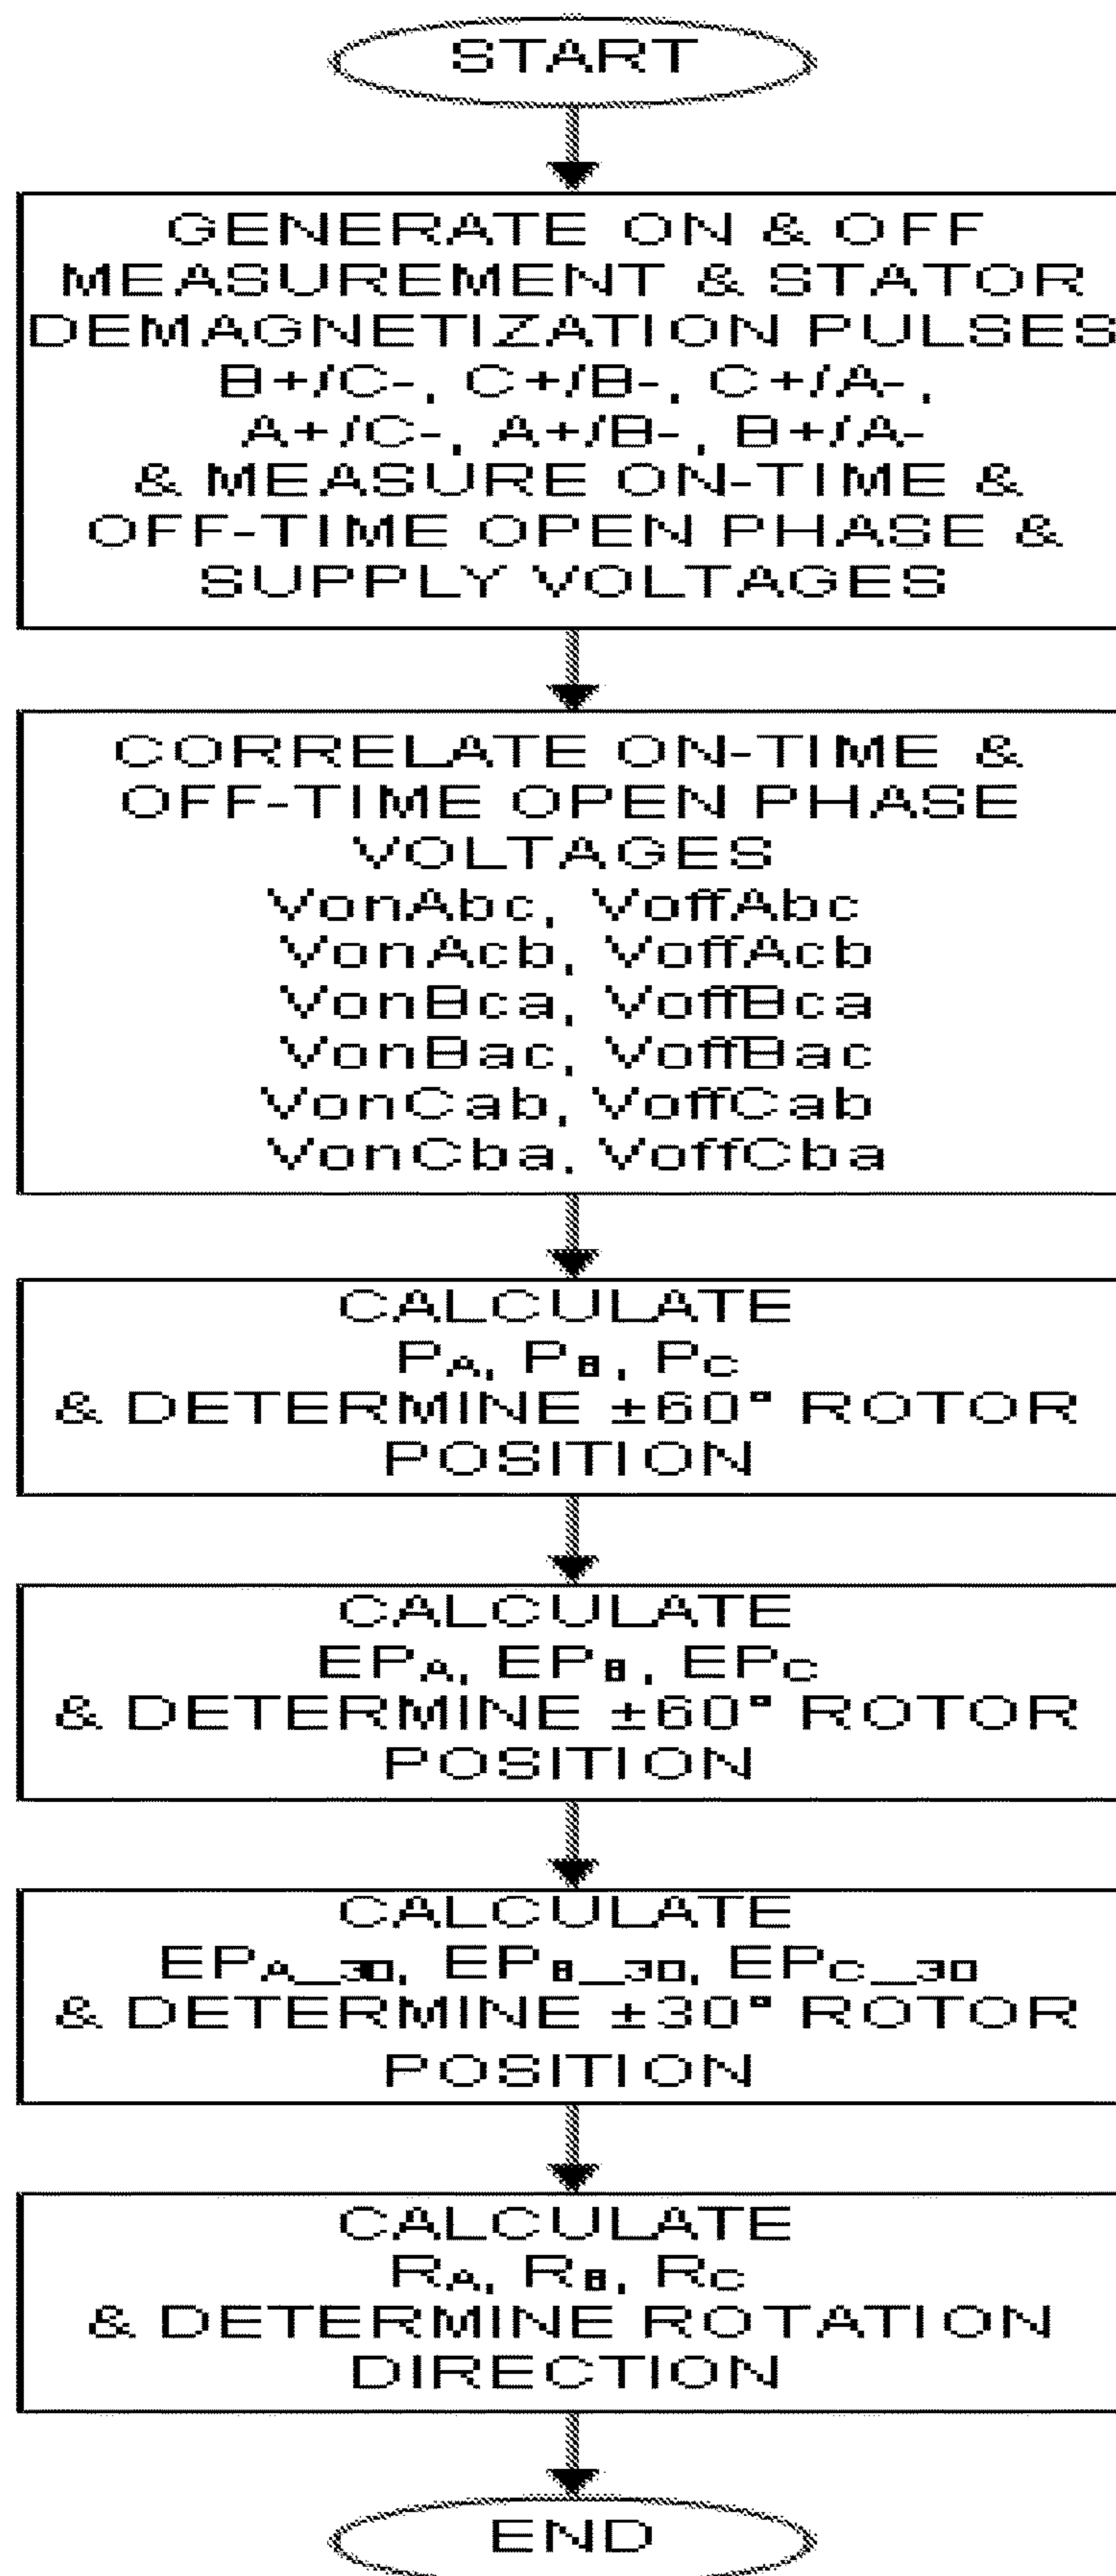 START
GENERATE ON & OFF
MEASUREMENT & STATOR
DEMAGNETIZATION PULSES
B+/C-, C+/B-, C+/A-,
A+/C-, A+/B-, B+/A-
& MEASURE ON-TIME &
OFF-TIME OPEN PHASE &
SUPPLY VOLTAGES
CORRELATE ON-TIME &
OFF-TIME OPEN PHASE
VOLTAGES
VonAbc, VoffAbc
VonAcb, VoffAcb
VonBca, VoffBca
VonBac, VoffBac
VonCab, VoffCab
VonCba, VoffCba
CALCULATE
PA, PB, PC
& DETERMINE ±60° ROTOR
POSITION
CALCULATE
EPA, EPB, EPC
& DETERMINE ±60° ROTOR
POSITION
CALCULATE
EPA_30, EPB_30, EPC_30
& DETERMINE ±30° ROTOR
POSITION
CALCULATE
RA, RB, RC
& DETERMINE ROTATION
DIRECTION
END